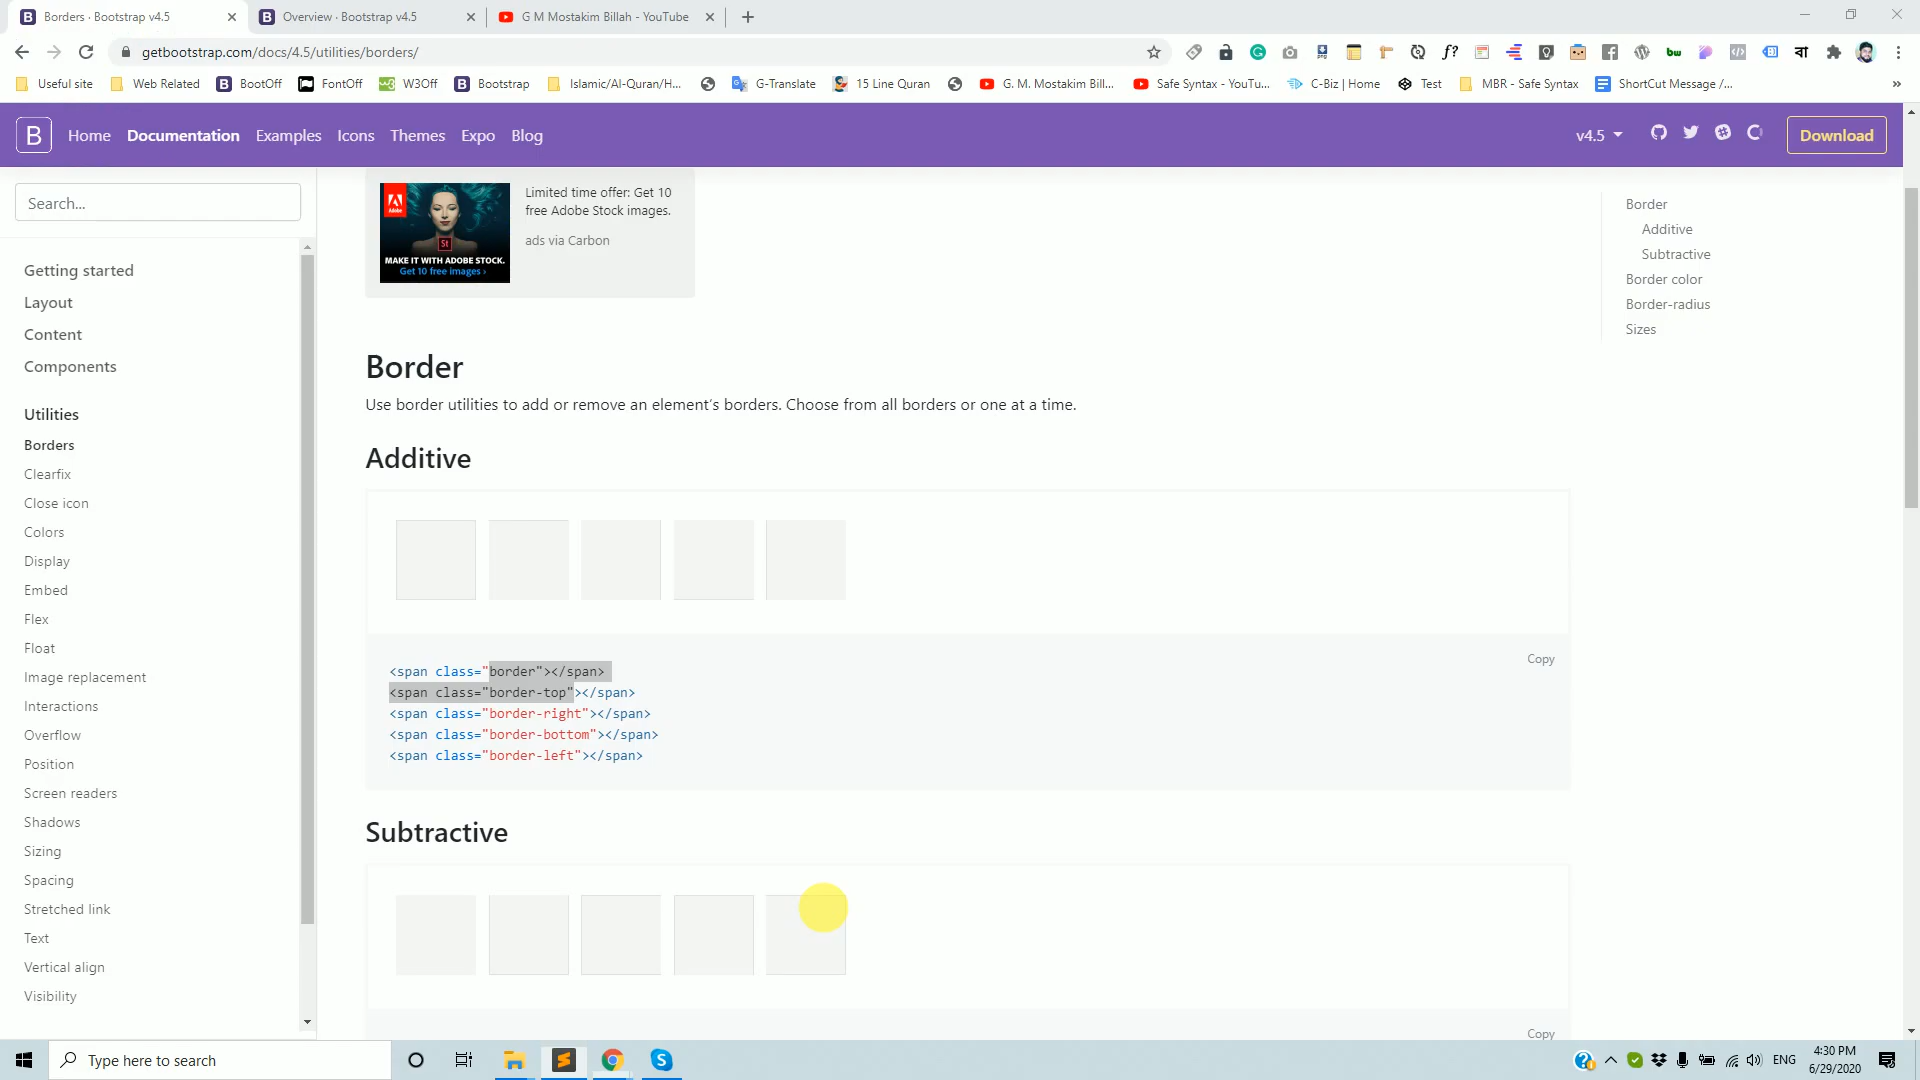 Borders · Bootstrap v4.5
Overview · Bootstrap v4.5
G M Mostakim Billah - YouTube
getbootstrap.com/docs/4.5/utilities/borders/
Useful site
Web Related
BootOff
FontOff
W3Off
Bootstrap
Islamic/Al-Quran/H...
G-Translate
15 Line Quran
G. M. Mostakim Bill...
Safe Syntax - YouTu...
C-Biz | Home
Test
MBR - Safe Syntax
ShortCut Message /...
»
B
Home
Documentation
Examples
Icons
Themes
Expo
Blog
v4.5
Download
Search...
Getting started
Layout
Content
Components
Utilities
Borders
Clearfix
Close icon
Colors
Display
Embed
Flex
Float
Image replacement
Interactions
Overflow
Position
Screen readers
Shadows
Sizing
Spacing
Stretched link
Text
Vertical align
Visibility
Adobe
St
MAKE IT WITH ADOBE STOCK.
Get 10 free images ›
Limited time offer: Get 10
free Adobe Stock images.
ads via Carbon
Border
Use border utilities to add or remove an element’s borders. Choose from all borders or one at a time.
Additive
Copy
<span class="border"></span>
<span class="border-top"></span>
<span class="border-right"></span>
<span class="border-bottom"></span>
<span class="border-left"></span>
Subtractive
Copy
Border
Additive
Subtractive
Border color
Border-radius
Sizes
Type here to search
ENG
4:30 PM
6/29/2020